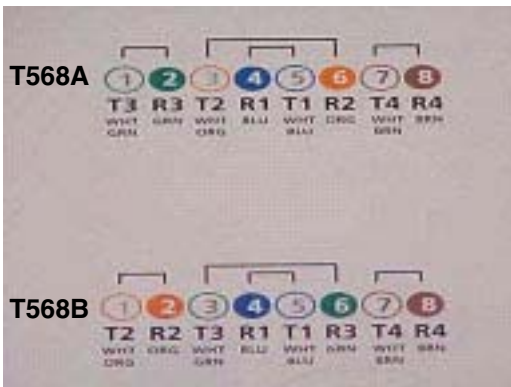 T568A
1 2 3 4 5 6 7 8
T3 R3 T2 R1 T1 R2 T4 R4
WHT GRN WHT BLU WHT ORG WHT BRN
GRN ORG BLU BRN
T568B
1 2 3 4 5 6 7 8
T2 R2 T3 R1 T1 R3 T4 R4
WHT ORG WHT BLU WHT GRN WHT BRN
ORG GRN BLU BRN